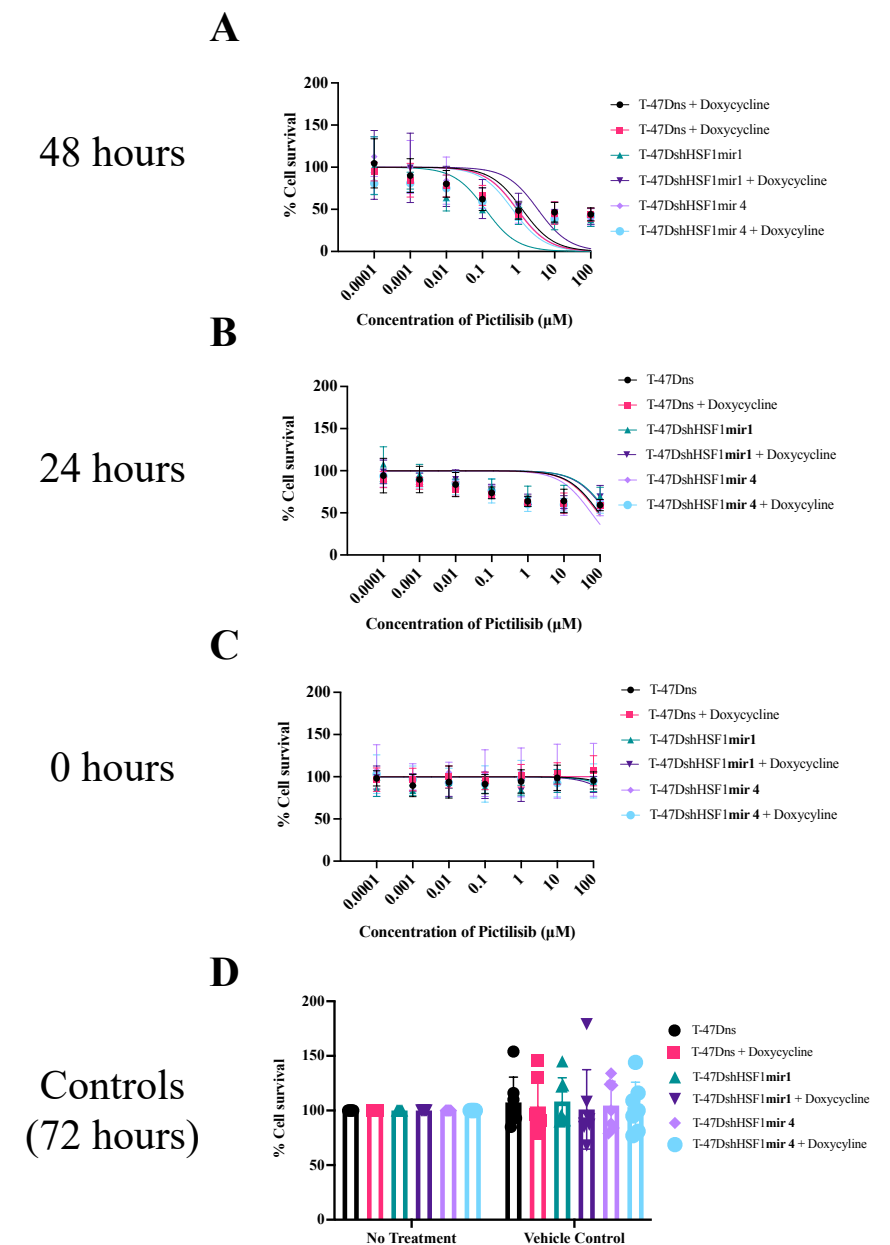 A
48 hours
% Cell survival
200
150
100
50
0
0.0001
0.001
0.01
0.1
1
10
100
Concentration of Pictilisib (µM)
T-47Dns + Doxycycline
T-47Dns + Doxycycline
T-47DshHSF1mir1
T-47DshHSF1mir1 + Doxycycline
T-47DshHSF1mir 4
T-47DshHSF1mir 4 + Doxycyline
B
24 hours
% Cell survival
200
150
100
50
0
0.0001
0.001
0.01
0.1
1
10
100
Concentration of Pictilisib (µM)
T-47Dns
T-47Dns + Doxycycline
T-47DshHSF1mir1
T-47DshHSF1mir1 + Doxycycline
T-47DshHSF1mir 4
T-47DshHSF1mir 4 + Doxycyline
C
0 hours
% Cell survival
200
150
100
50
0
0.0001
0.001
0.01
0.1
1
10
100
Concentration of Pictilisib (µM)
T-47Dns
T-47Dns + Doxycycline
T-47DshHSF1mir1
T-47DshHSF1mir1 + Doxycycline
T-47DshHSF1mir 4
T-47DshHSF1mir 4 + Doxycyline
D
Controls
(72 hours)
% Cell survival
200
150
100
50
0
No Treatment
Vehicle Control
T-47Dns
T-47Dns + Doxycycline
T-47DshHSF1mir1
T-47DshHSF1mir1 + Doxycycline
T-47DshHSF1mir 4
T-47DshHSF1mir 4 + Doxycyline